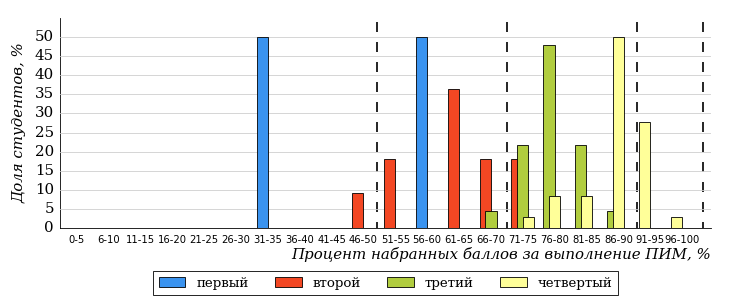 Доля студентов, %
50
45
40
35
30
25
20
15
10
5
0
0-5 6-10 11-15 16-20 21-25 26-30 31-35 36-40 41-45 46-50 51-55 56-60 61-65 66-70 71-75 76-80 81-85 86-90 91-95 96-100
Процент набранных баллов за выполнение ПИМ, %
первый второй третий четвертый